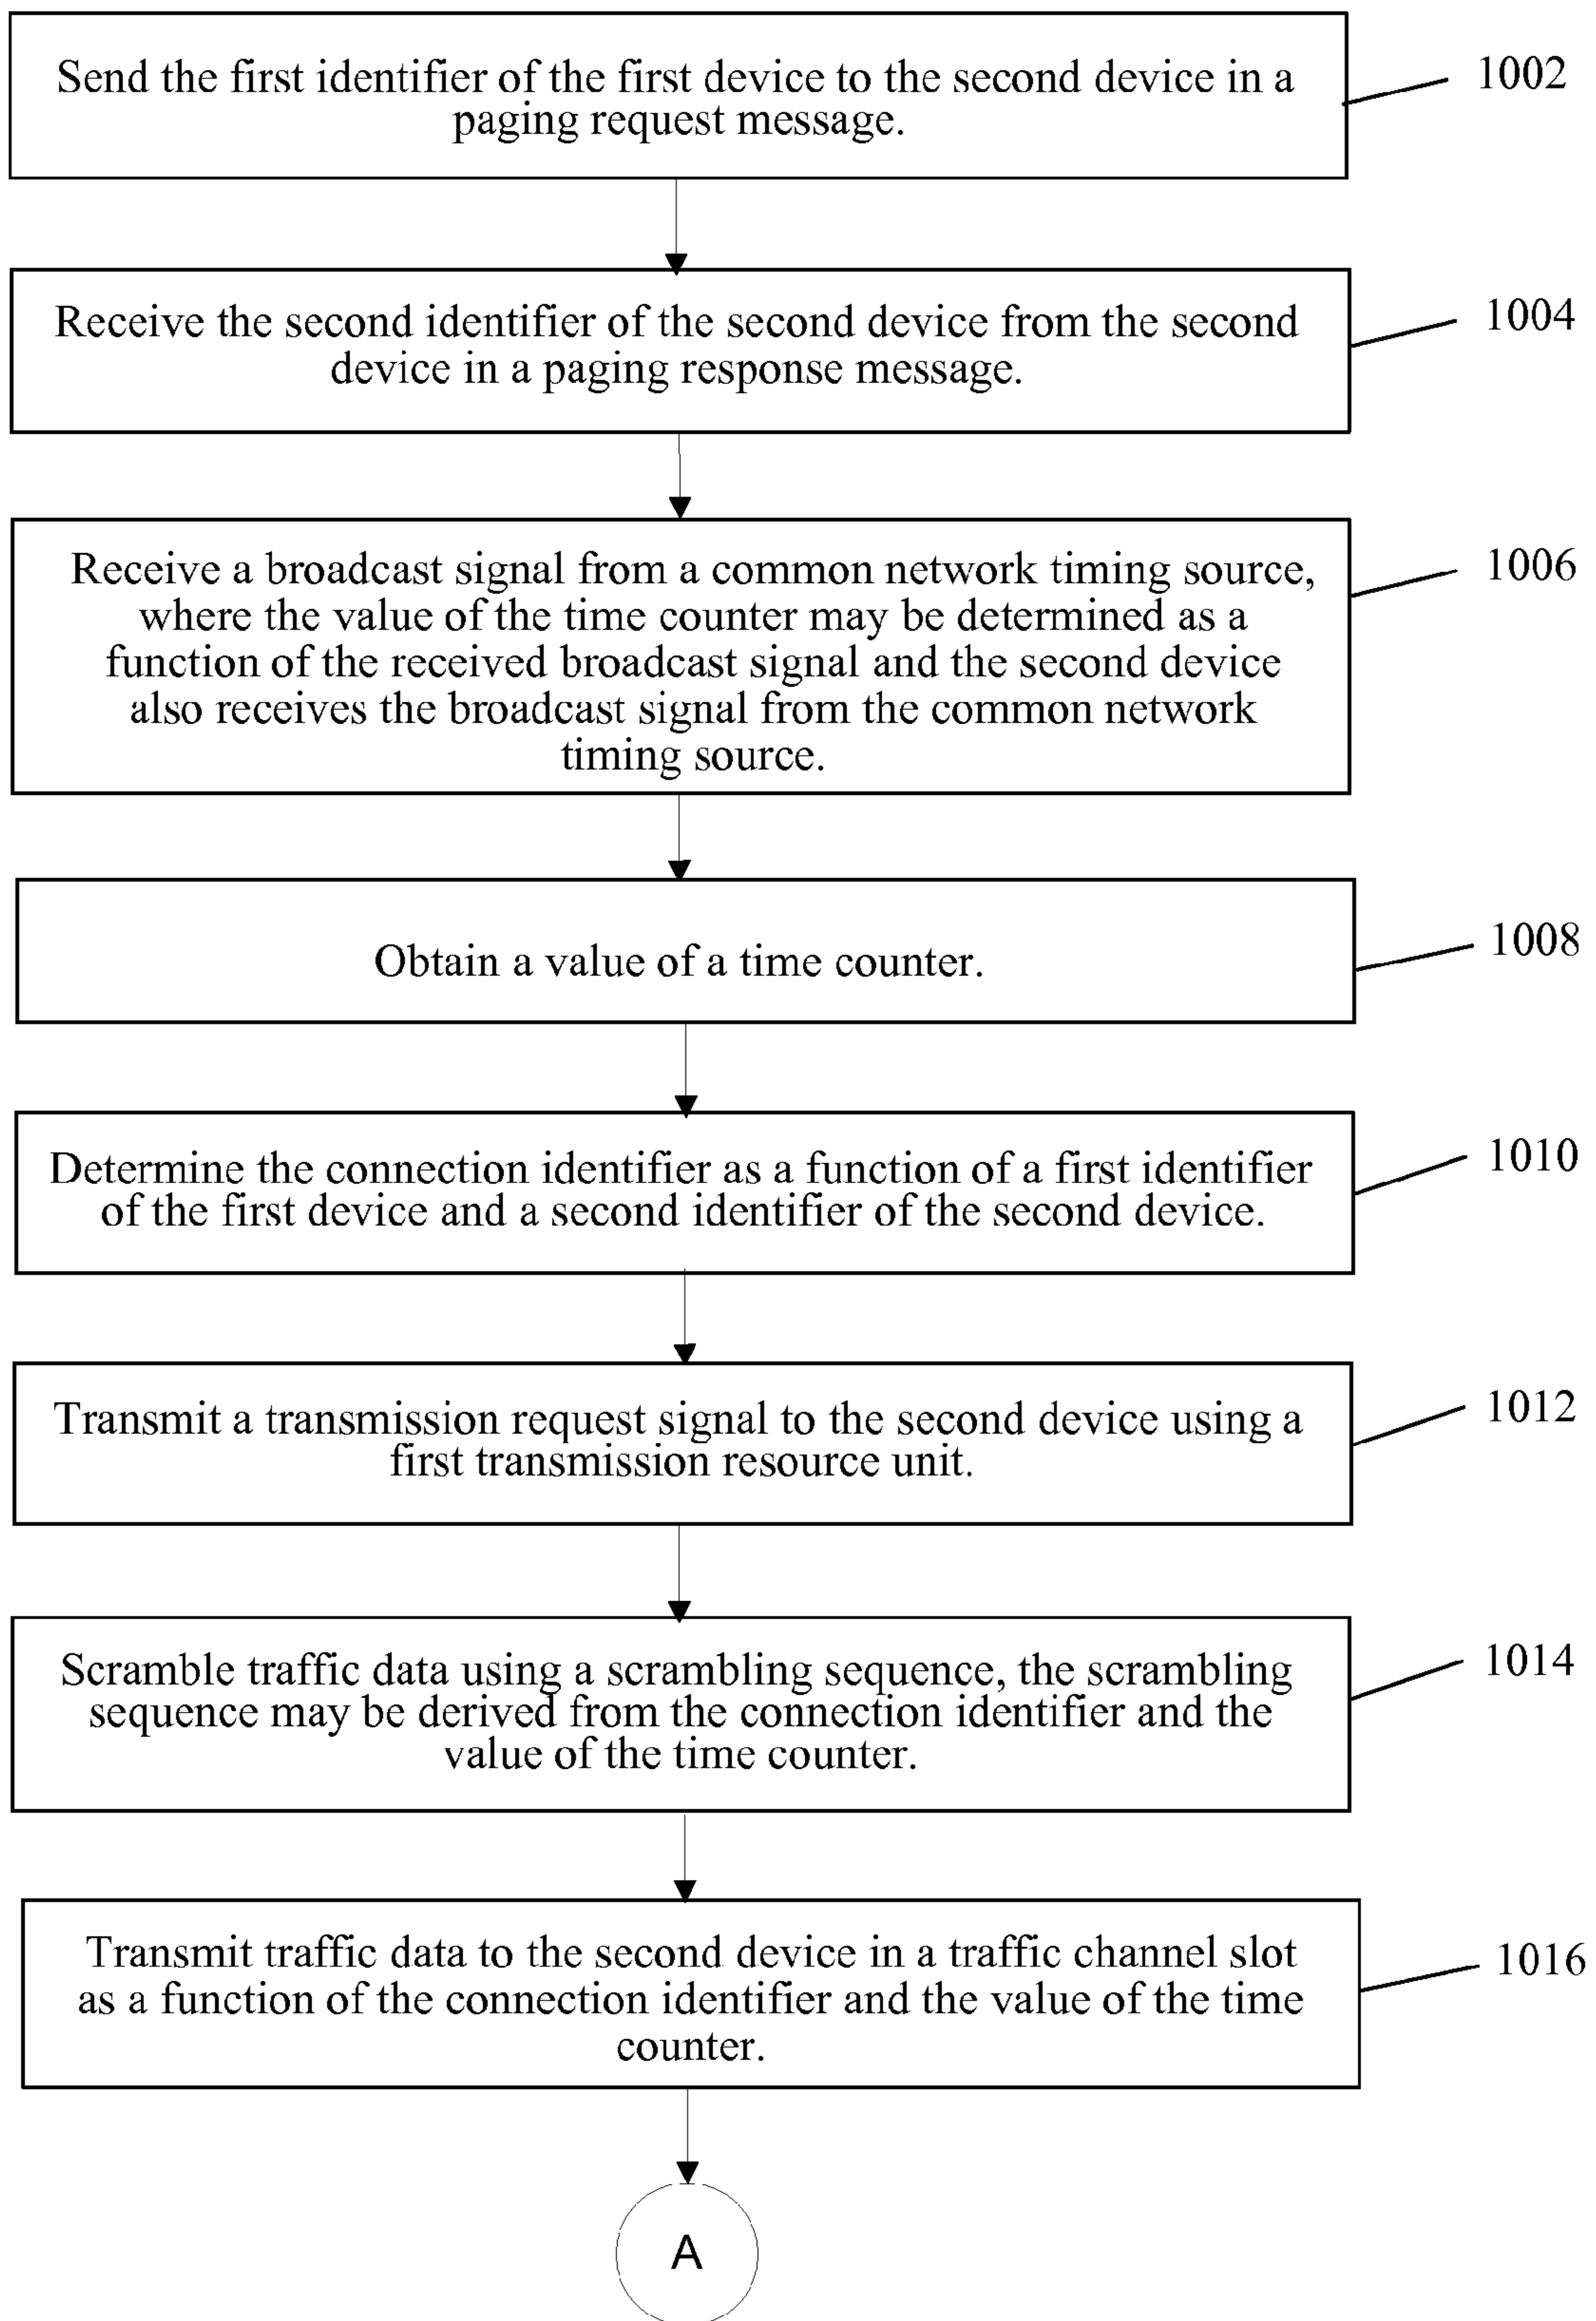 Send the first identifier of the first device to the second device in a
paging request message.
1002
Receive the second identifier of the second device from the second
device in a paging response message.
1004
Receive a broadcast signal from a common network timing source,
where the value of the time counter may be determined as a
function of the received broadcast signal and the second device
also receives the broadcast signal from the common network
timing source.
1006
Obtain a value of a time counter.
1008
Determine the connection identifier as a function of a first identifier
of the first device and a second identifier of the second device.
1010
Transmit a transmission request signal to the second device using a
first transmission resource unit.
1012
Scramble traffic data using a scrambling sequence, the scrambling
sequence may be derived from the connection identifier and the
value of the time counter.
1014
Transmit traffic data to the second device in a traffic channel slot
as a function of the connection identifier and the value of the time
counter.
1016
A